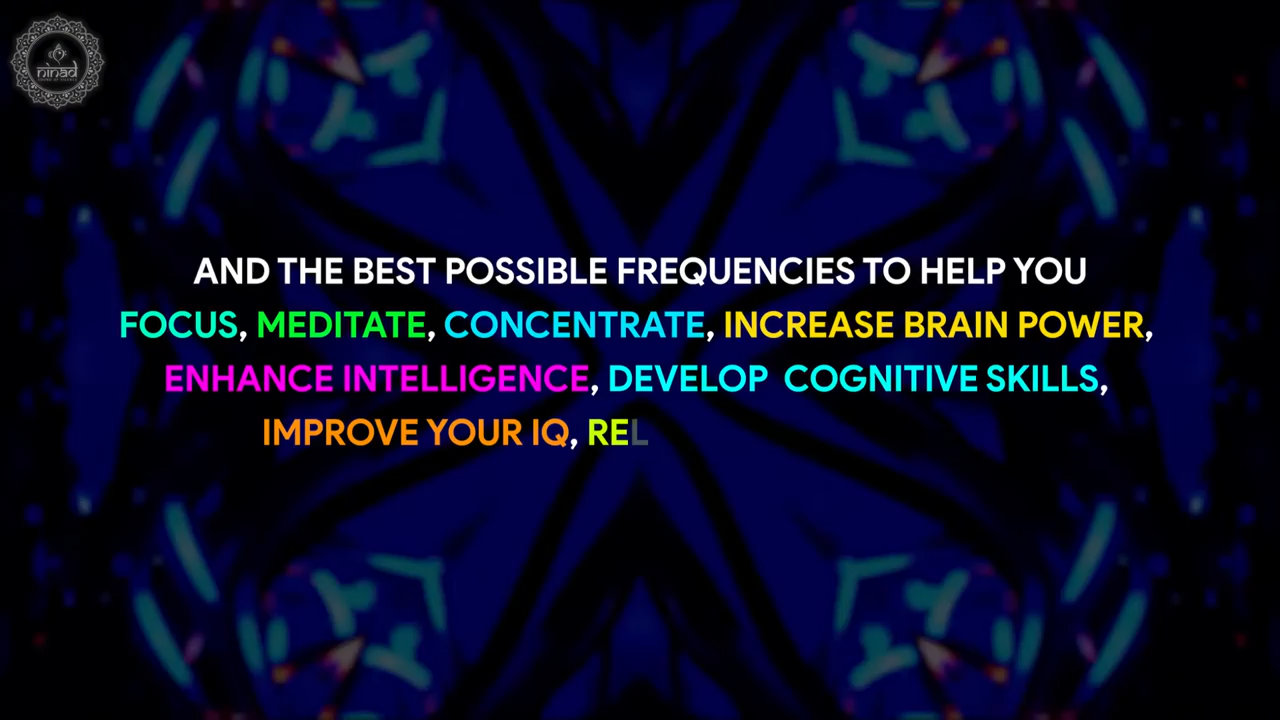 ninad
AND THE BEST POSSIBLE FREQUENCIES TO HELP YOU
FOCUS, MEDITATE, CONCENTRATE, INCREASE BRAIN POWER,
ENHANCE INTELLIGENCE, DEVELOP COGNITIVE SKILLS,
IMPROVE YOUR IQ, REL